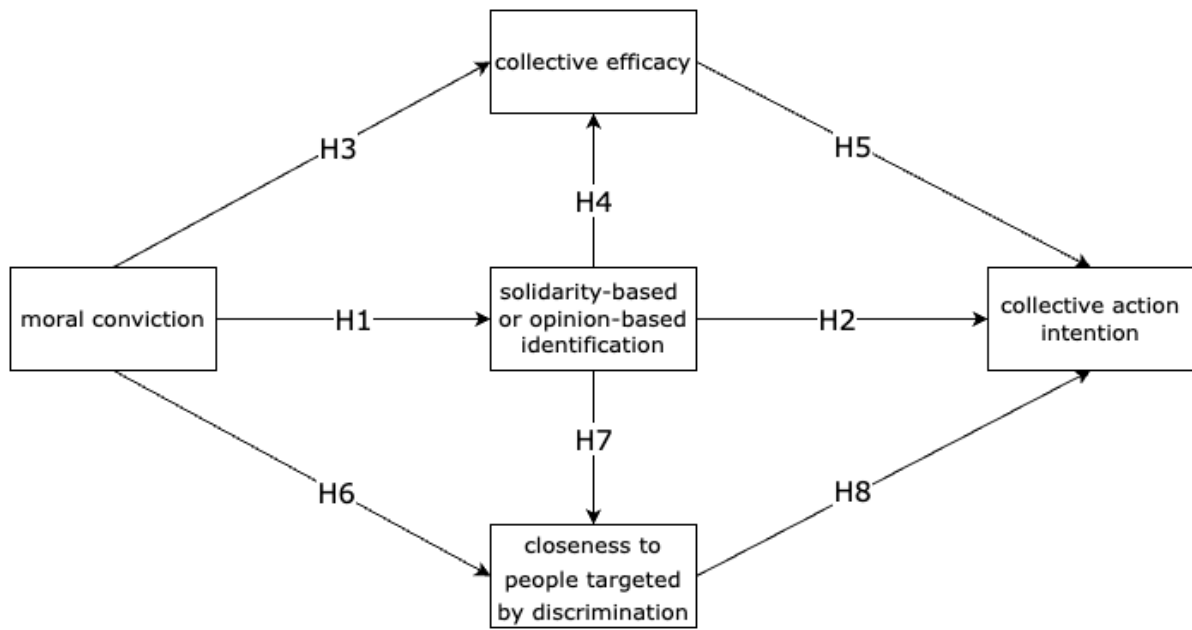 collective efficacy
H3
H5
H4
moral conviction
H1
solidarity-based
or opinion-based
identification
H2
collective action
intention
H7
H6
H8
closeness to
people targeted
by discrimination